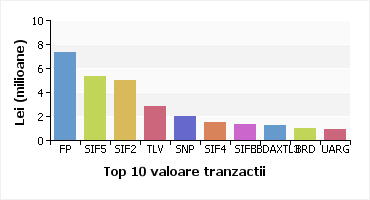 Lei (milioane)
10
8
6
4
2
0
FP SIF5 SIF2 TLV SNP SIF4 BRD UARG
Top 10 valoare tranzactii